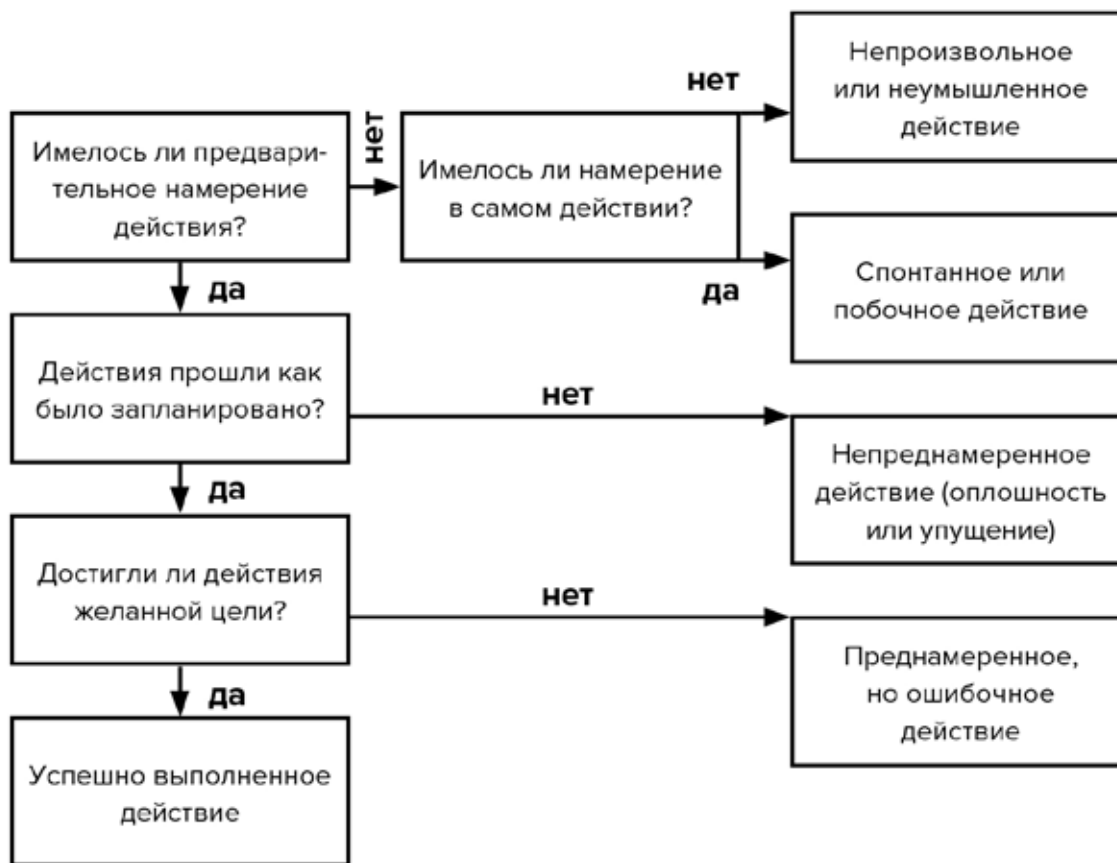 Имелось ли предвари-
тельное намерение
действия?
нет
Имелось ли намерение
в самом действии?
нет
Непроизвольное
или неумышленное
действие
да
Спонтанное или
побочное действие
да
Действия прошли как
было запланировано?
нет
Непреднамеренное
действие (оплошность
или упущение)
да
Достигли ли действия
желанной цели?
нет
Преднамеренное,
но ошибочное
действие
да
Успешно выполненное
действие